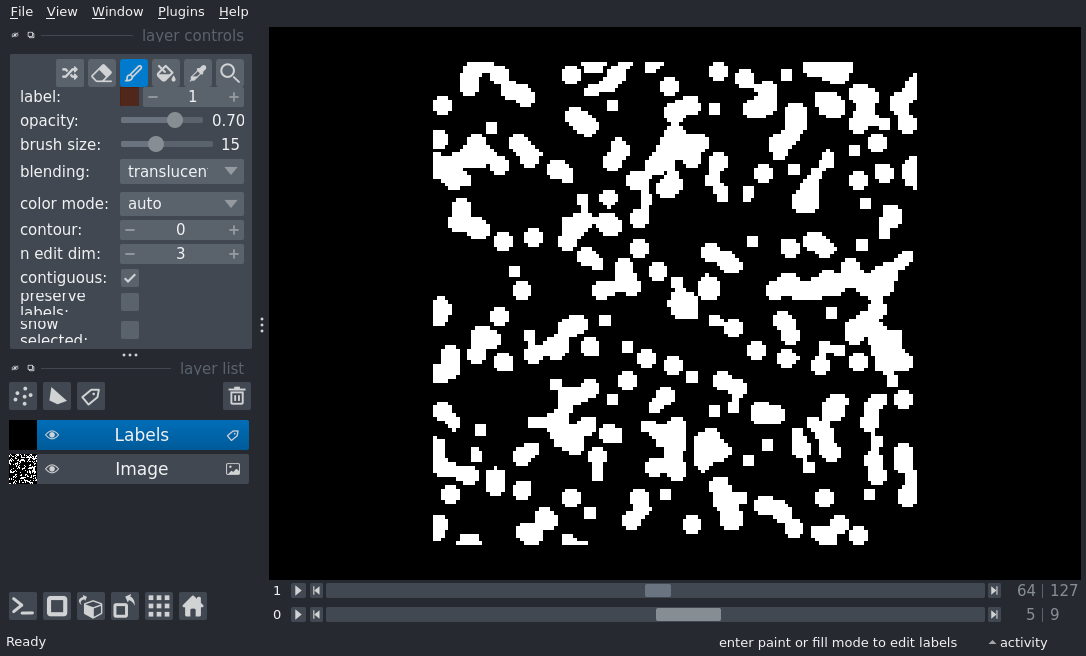 File View Window Plugins Help
layer controls
label: 1
opacity: 0.70
brush size: 15
blending: translucen
color mode: auto
contour: 0
n edit dim: 3
contiguous:
preserve
labels:
show
selected:
layer list
Labels
Image
1 64 | 127
0 5 | 9
Ready enter paint or fill mode to edit labels activity